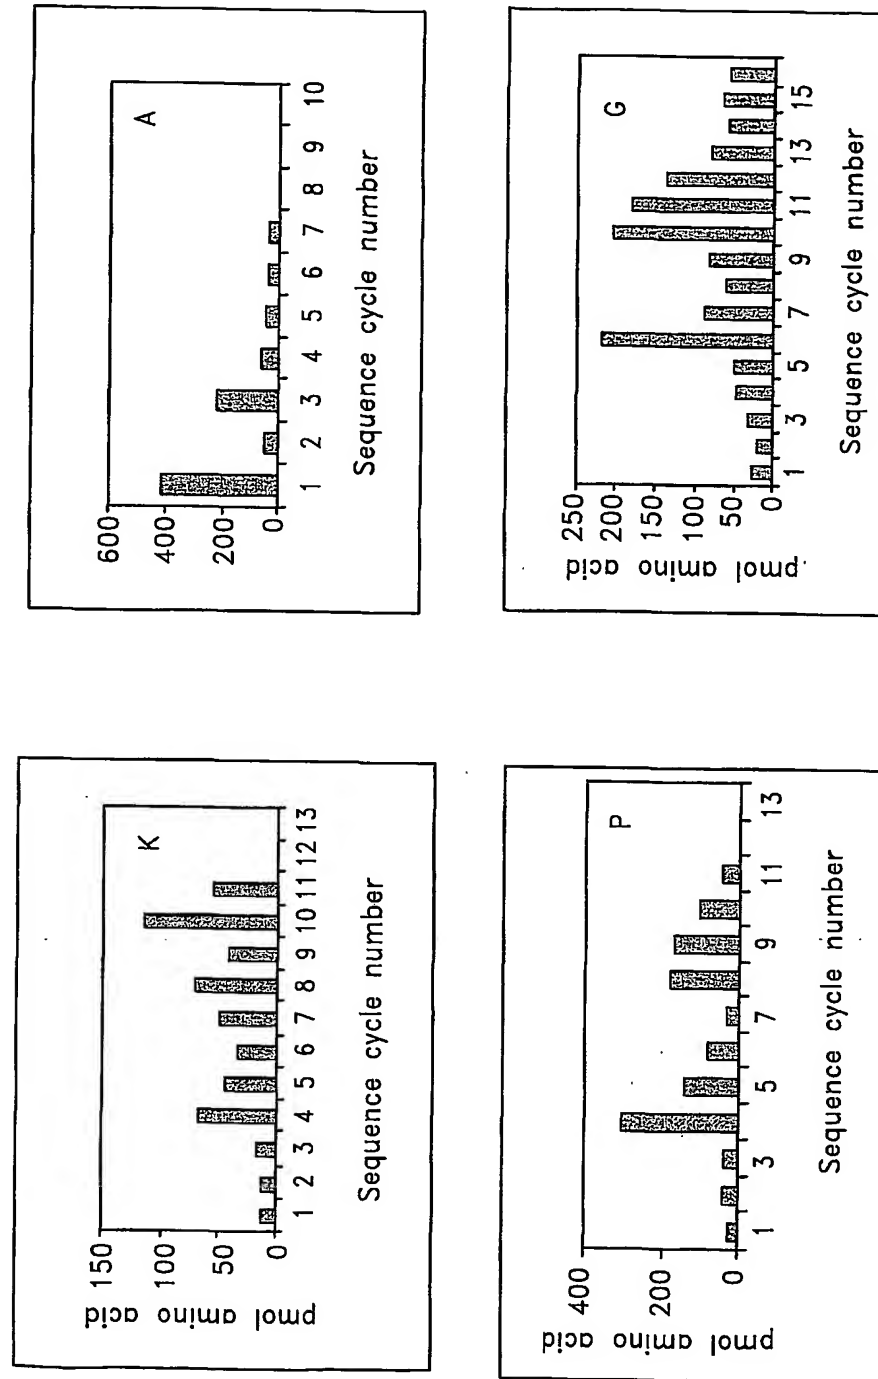 K
150
100
50
0
pmol amino acid
1 2 3 4 5 6 7 8 9 10 11 12 13
Sequence cycle number
A
600
400
200
0
1 2 3 4 5 6 7 8 9 10
Sequence cycle number
P
400
200
0
pmol amino acid
1 3 5 7 9 11 13
Sequence cycle number
G
250
200
150
100
50
0
pmol amino acid
1 3 5 7 9 11 13 15
Sequence cycle number